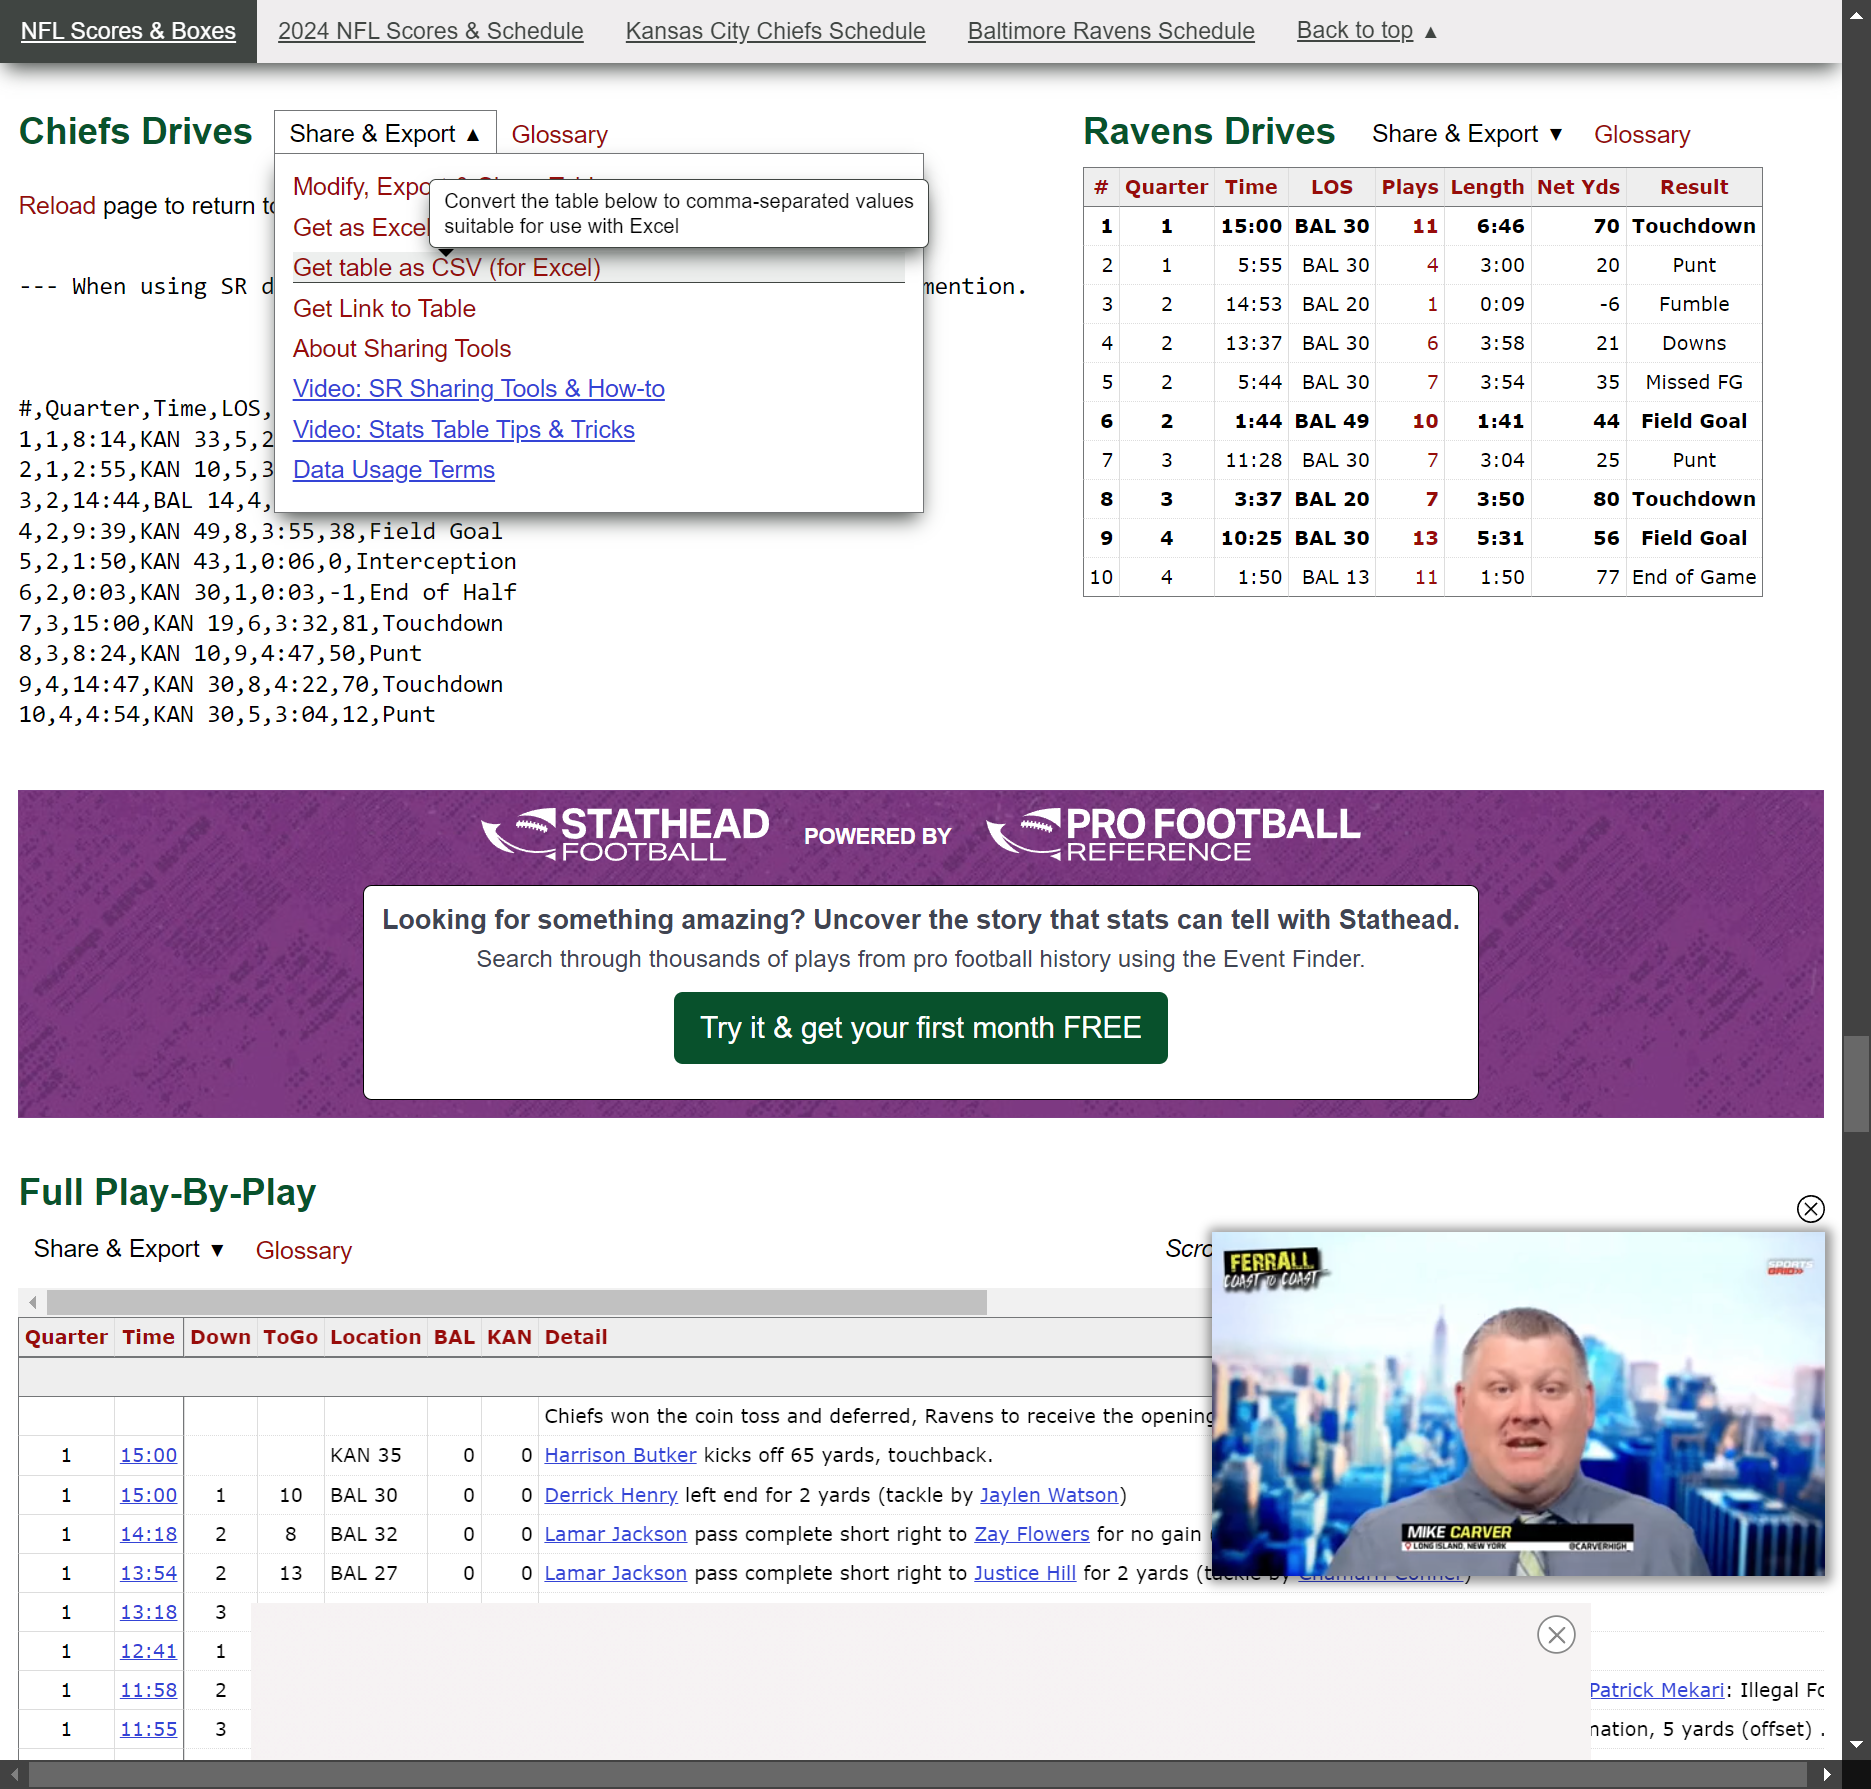 NFL Scores & Boxes 2024 NFL Scores & Schedule Kansas City Chiefs Schedule Baltimore Ravens Schedule Back to top ▲
Chiefs Drives Share & Export ▲ Glossary
Modify, Expo
Convert the table below to comma-separated values
suitable for use with Excel
Reload page to return to
Get as Excel
Get table as CSV (for Excel)
--- When using SR d mention.
Get Link to Table
About Sharing Tools
Video: SR Sharing Tools & How-to
Video: Stats Table Tips & Tricks
Data Usage Terms
#,Quarter,Time,LOS,
1,1,8:14,KAN 33,5,2
2,1,2:55,KAN 10,5,3
3,2,14:44,BAL 14,4,
4,2,9:39,KAN 49,8,3:55,38,Field Goal
5,2,1:50,KAN 43,1,0:06,0,Interception
6,2,0:03,KAN 30,1,0:03,-1,End of Half
7,3,15:00,KAN 19,6,3:32,81,Touchdown
8,3,8:24,KAN 10,9,4:47,50,Punt
9,4,14:47,KAN 30,8,4:22,70,Touchdown
10,4,4:54,KAN 30,5,3:04,12,Punt
Ravens Drives Share & Export ▼ Glossary
# Quarter Time LOS Plays Length Net Yds Result
1 1 15:00 BAL 30 11 6:46 70 Touchdown
2 1 5:55 BAL 30 4 3:00 20 Punt
3 2 14:53 BAL 20 1 0:09 -6 Fumble
4 2 13:37 BAL 30 6 3:58 21 Downs
5 2 5:44 BAL 30 7 3:54 35 Missed FG
6 2 1:44 BAL 49 10 1:41 44 Field Goal
7 3 11:28 BAL 30 7 3:04 25 Punt
8 3 3:37 BAL 20 7 3:50 80 Touchdown
9 4 10:25 BAL 30 13 5:31 56 Field Goal
10 4 1:50 BAL 13 11 1:50 77 End of Game
STATHEAD FOOTBALL POWERED BY PRO FOOTBALL REFERENCE
Looking for something amazing? Uncover the story that stats can tell with Stathead.
Search through thousands of plays from pro football history using the Event Finder.
Try it & get your first month FREE
Full Play-By-Play
Share & Export ▼ Glossary Scro
Quarter Time Down ToGo Location BAL KAN Detail
Chiefs won the coin toss and deferred, Ravens to receive the opening
1 15:00 KAN 35 0 0 Harrison Butker kicks off 65 yards, touchback.
1 15:00 1 10 BAL 30 0 0 Derrick Henry left end for 2 yards (tackle by Jaylen Watson)
1 14:18 2 8 BAL 32 0 0 Lamar Jackson pass complete short right to Zay Flowers for no gain
1 13:54 2 13 BAL 27 0 0 Lamar Jackson pass complete short right to Justice Hill for 2 yards (tackle by Chamarri Conner)
1 13:18 3
1 12:41 1
1 11:58 2 Patrick Mekari: Illegal Fo
1 11:55 3 mation, 5 yards (offset) .
FERRALL
COAST TO COAST
SPORTS
GRID
MIKE CARVER
LONG ISLAND, NEW YORK @CARVERHIGH_